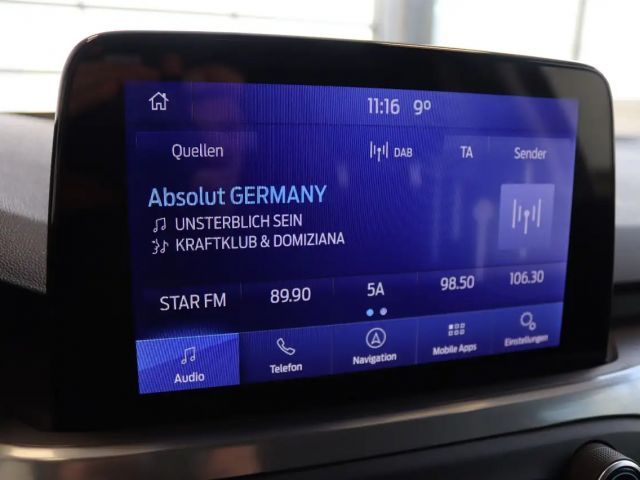 11:16 9°
Quellen DAB TA Sender
Absolut GERMANY
UNSTERBLICH SEIN
KRAFTKLUB & DOMIZIANA
STAR FM 89.90 5A 98.50 106.30
Audio Telefon Navigation Mobile Apps Einstellungen